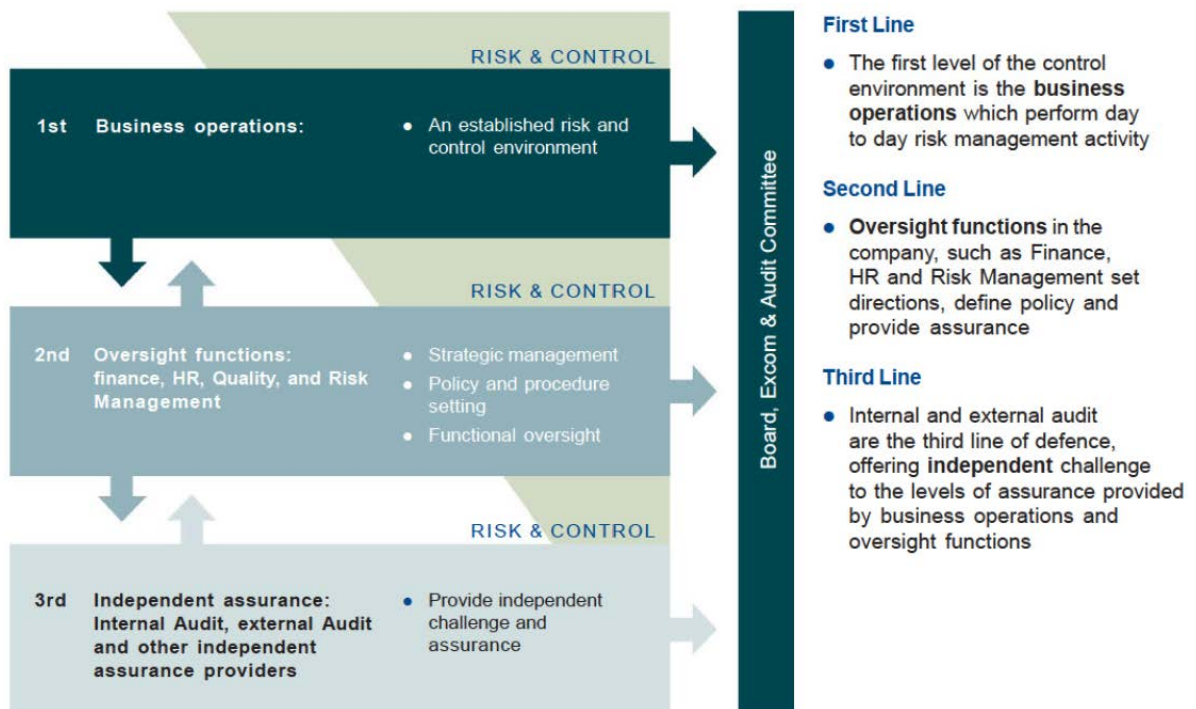 RISK & CONTROL
1st Business operations:
● An established risk and
control environment
RISK & CONTROL
2nd Oversight functions:
finance, HR, Quality, and Risk
Management
● Strategic management
● Policy and procedure
setting
● Functional oversight
RISK & CONTROL
3rd Independent assurance:
Internal Audit, external Audit
and other independent
assurance providers
● Provide independent
challenge and
assurance
Board, Excom & Audit Committee
First Line
● The first level of the control
environment is the business
operations which perform day
to day risk management activity
Second Line
● Oversight functions in the
company, such as Finance,
HR and Risk Management set
directions, define policy and
provide assurance
Third Line
● Internal and external audit
are the third line of defence,
offering independent challenge
to the levels of assurance provided
by business operations and
oversight functions